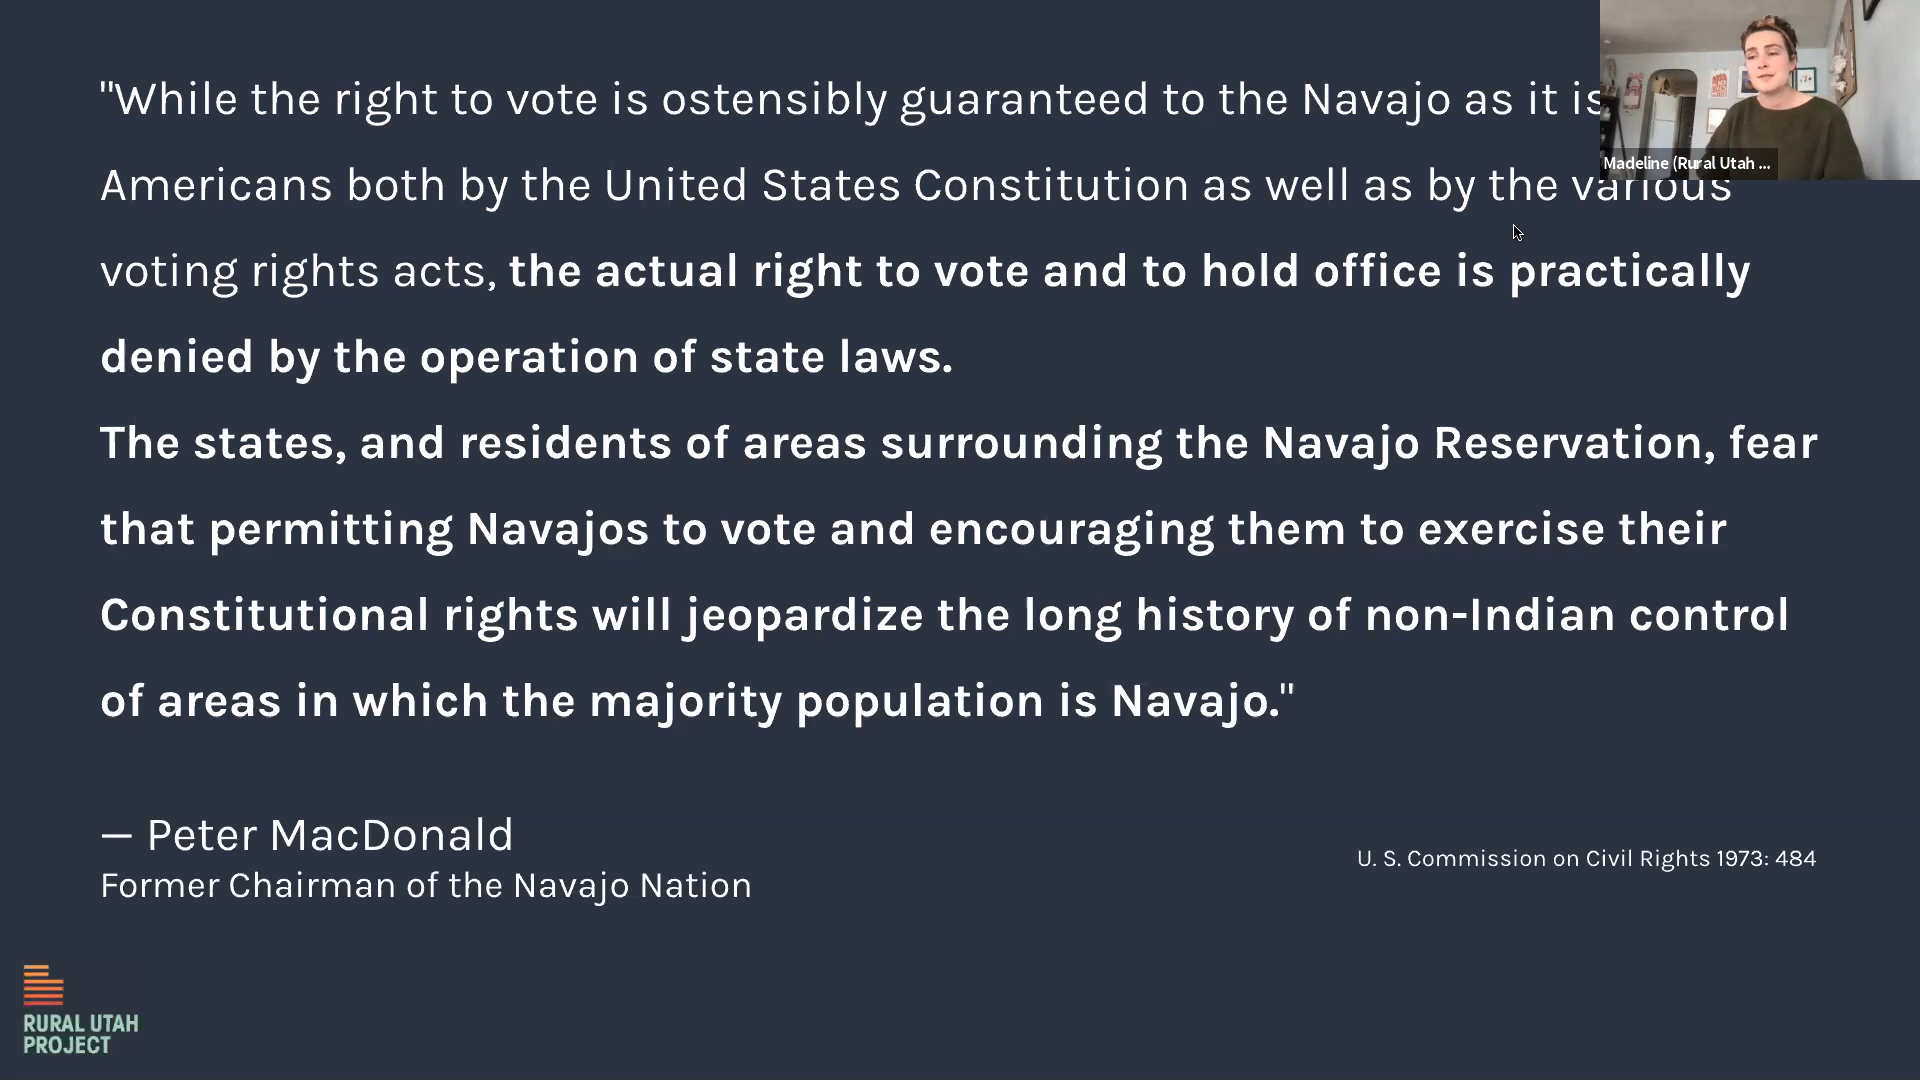 "While the right to vote is ostensibly guaranteed to the Navajo as it is
Americans both by the United States Constitution as well as by the various
voting rights acts, the actual right to vote and to hold office is practically
denied by the operation of state laws.
The states, and residents of areas surrounding the Navajo Reservation, fear
that permitting Navajos to vote and encouraging them to exercise their
Constitutional rights will jeopardize the long history of non-Indian control
of areas in which the majority population is Navajo."
— Peter MacDonald
Former Chairman of the Navajo Nation
U. S. Commission on Civil Rights 1973: 484
RURAL UTAH
PROJECT
Madeline (Rural Utah ...